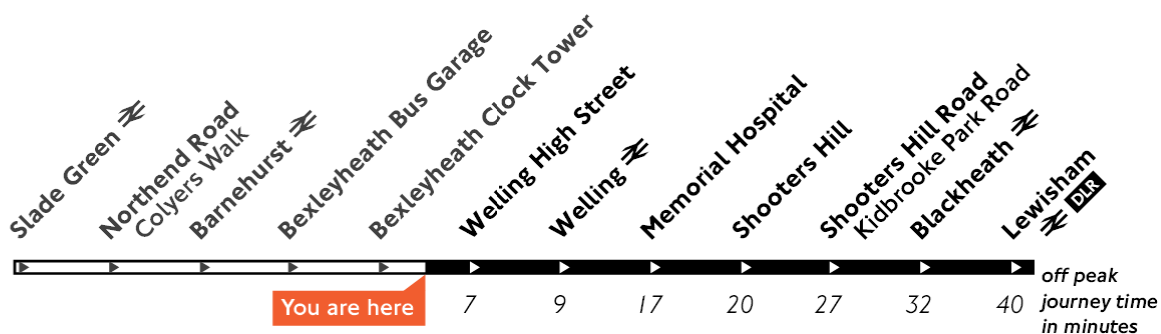 Slade Green
Northend Road
Colyers Walk
Barnehurst
Bexleyheath Bus Garage
Bexleyheath Clock Tower
Welling High Street
Welling
Memorial Hospital
Shooters Hill
Shooters Hill Road
Kidbrooke Park Road
Blackheath
Lewisham
DLR
You are here
7 9 17 20 27 32 40
off peak
journey time
in minutes